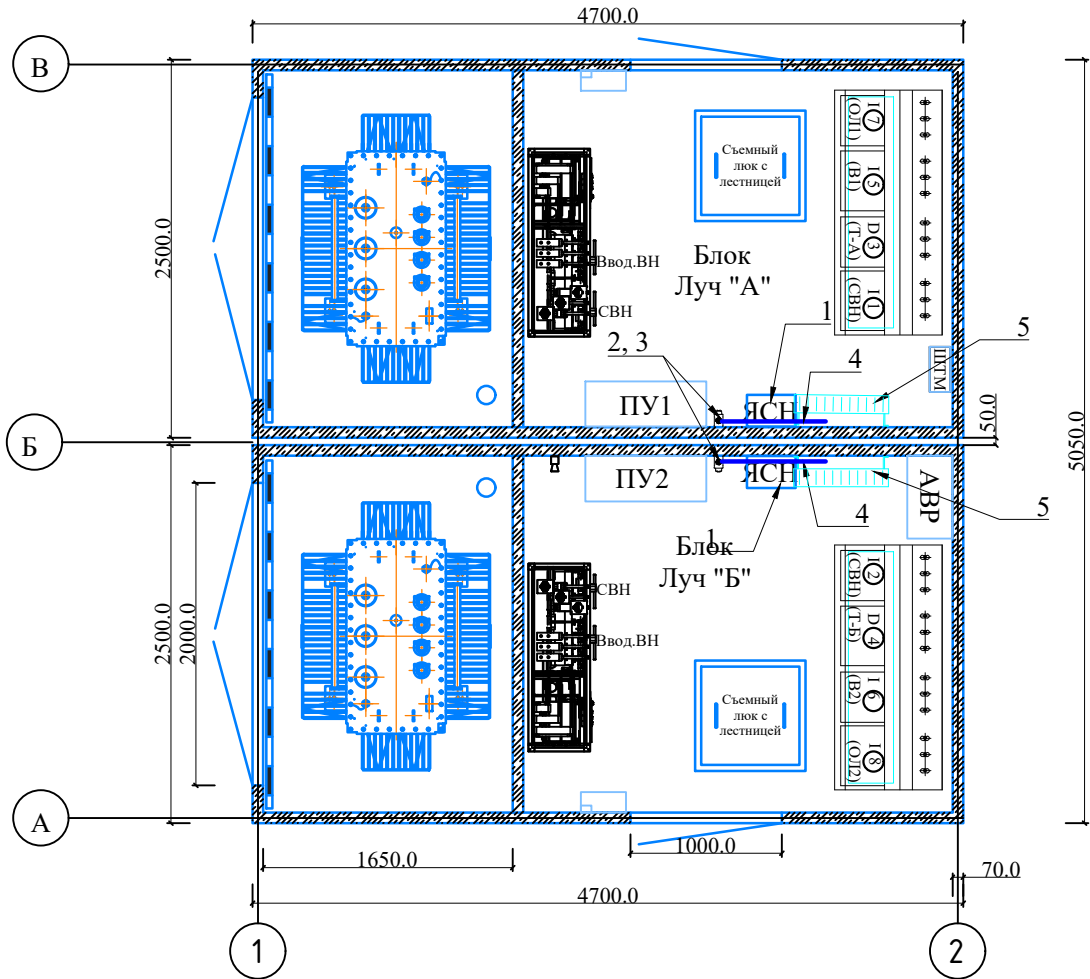 4700.0
В
I 7
(ОЛ1)
Съемный
люк с
лестницей
I 5
(В1)
2500.0
5050.0
D 3
(Т-А)
Ввод.ВН
Блок
Луч "А"
I 1
(СВН)
СВН
1
5
2, 3
4
ШТМ
ПУ1
ЯСН
Б
50.0
ПУ2
ЯСН
АВР
4
5
1
Блок
Луч "Б"
I 2
(СВН)
СВН
D 4
(Т-Б)
2500.0
2000.0
Ввод.ВН
I 6
(В2)
Съемный
люк с
лестницей
I 8
(ОЛ2)
А
1650.0
1000.0
70.0
4700.0
1
2